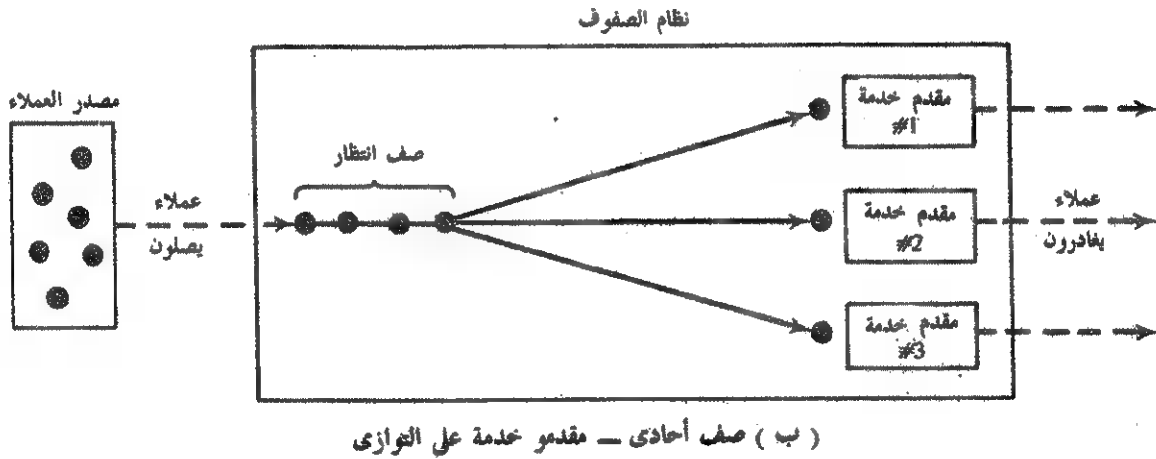 نظام الصفوف
مصدر العملاء
صف انتظار
عملاء
يصلون
مقدم خدمة
#1
مقدم خدمة
#2
مقدم خدمة
#3
عملاء
يغادرون
( ب ) صف أحادى — مقدمو خدمة على التوازى